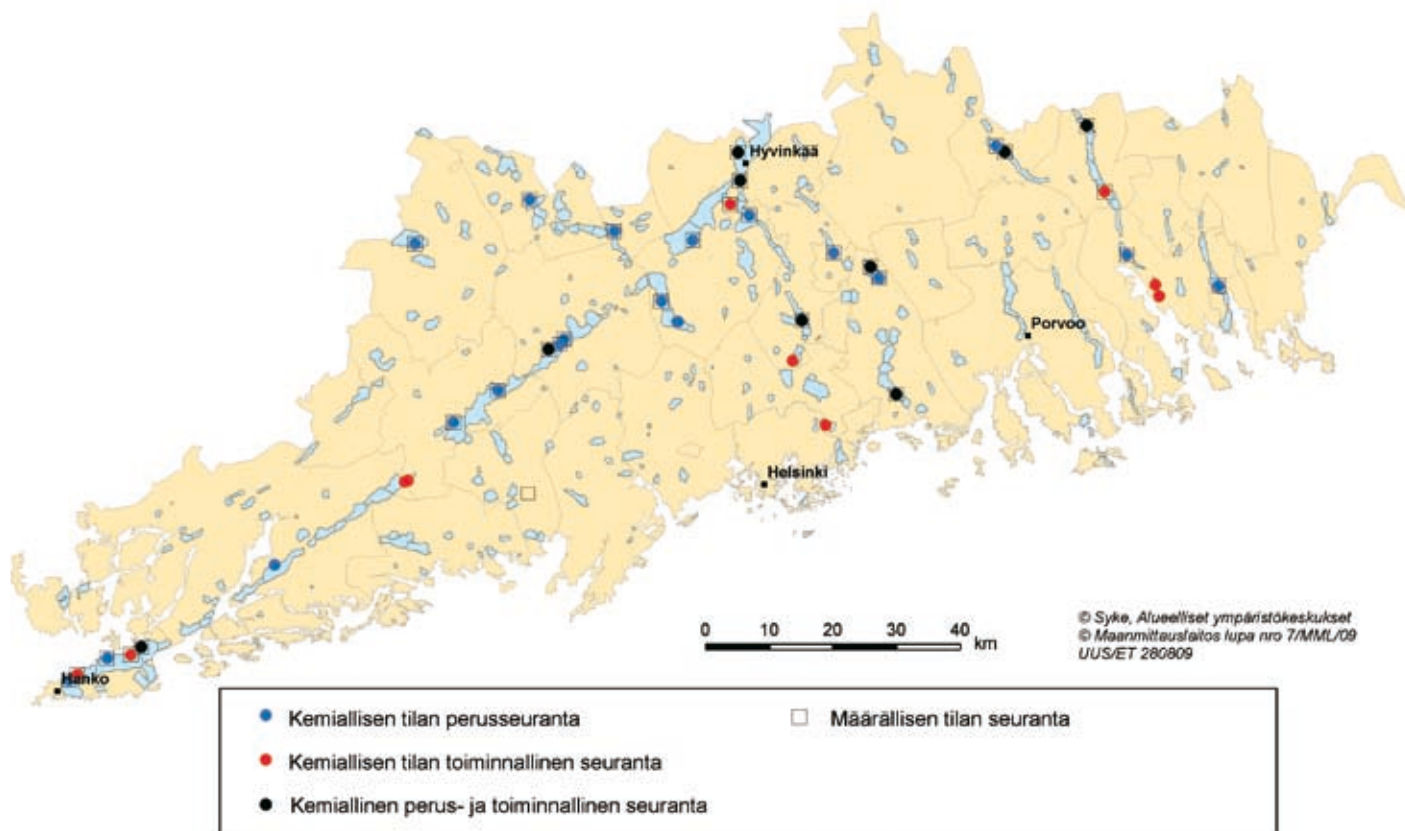 Hyvinkää
Porvoo
Helsinki
Hanko
0 10 20 30 40
km
© Syke, Alueelliset ympäristökeskukset
© Maanmittauslaitos lupa nro 7/MML/09
UUS/ET 280809
Kemiallisen tilan perusseuranta
Määrällisen tilan seuranta
Kemiallisen tilan toiminnallinen seuranta
Kemiallinen perus- ja toiminnallinen seuranta